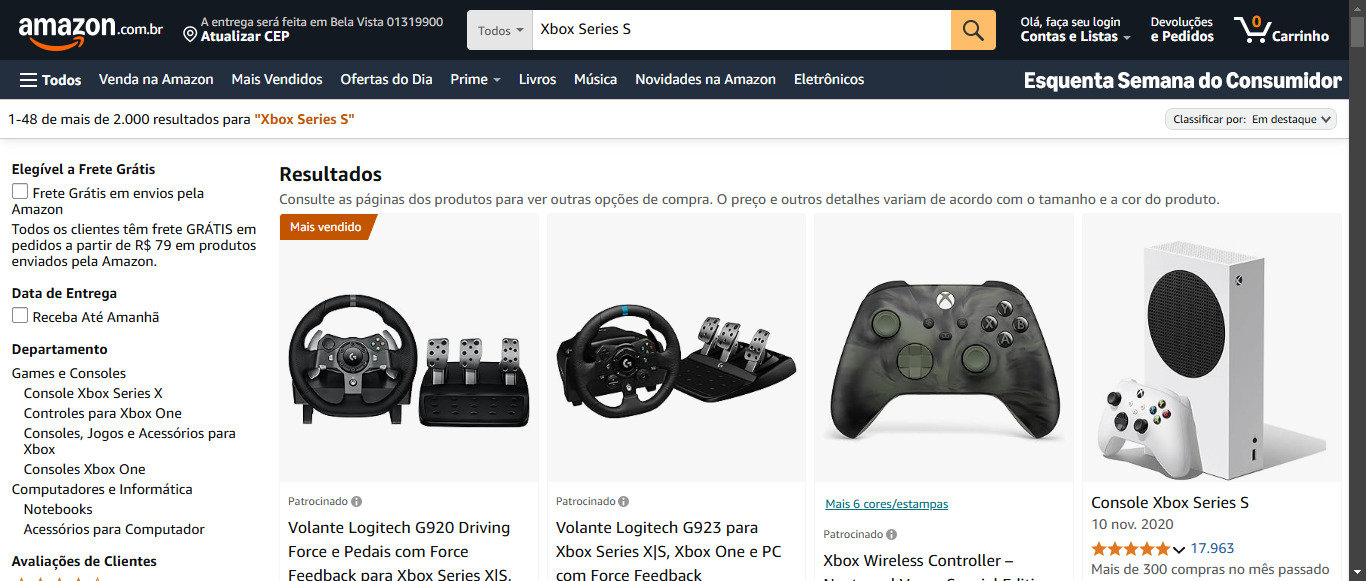 amazon.com.br
A entrega será feita em Bela Vista 01319900
Atualizar CEP
Todos
Xbox Series S
Olá, faça seu login
Contas e Listas
Devoluções
e Pedidos
0
Carrinho
Todos
Venda na Amazon
Mais Vendidos
Ofertas do Dia
Prime
Livros
Música
Novidades na Amazon
Eletrônicos
Esquenta Semana do Consumidor
1-48 de mais de 2.000 resultados para "Xbox Series S"
Classificar por: Em destaque
Elegível a Frete Grátis
Frete Grátis em envios pela
Amazon
Todos os clientes têm frete GRÁTIS em
pedidos a partir de R$ 79 em produtos
enviados pela Amazon.
Data de Entrega
Receba Até Amanhã
Departamento
Games e Consoles
Console Xbox Series X
Controles para Xbox One
Consoles, Jogos e Acessórios para
Xbox
Consoles Xbox One
Computadores e Informática
Notebooks
Acessórios para Computador
Avaliações de Clientes
Resultados
Consulte as páginas dos produtos para ver outras opções de compra. O preço e outros detalhes variam de acordo com o tamanho e a cor do produto.
Mais vendido
Patrocinado
Volante Logitech G920 Driving
Force e Pedais com Force
Feedback para Xbox Series X|S,
Patrocinado
Volante Logitech G923 para
Xbox Series X|S, Xbox One e PC
com Force Feedback
Y
X
B
A
Mais 6 cores/estampas
Patrocinado
Xbox Wireless Controller –
Console Xbox Series S
10 nov. 2020
17.963
Mais de 300 compras no mês passado